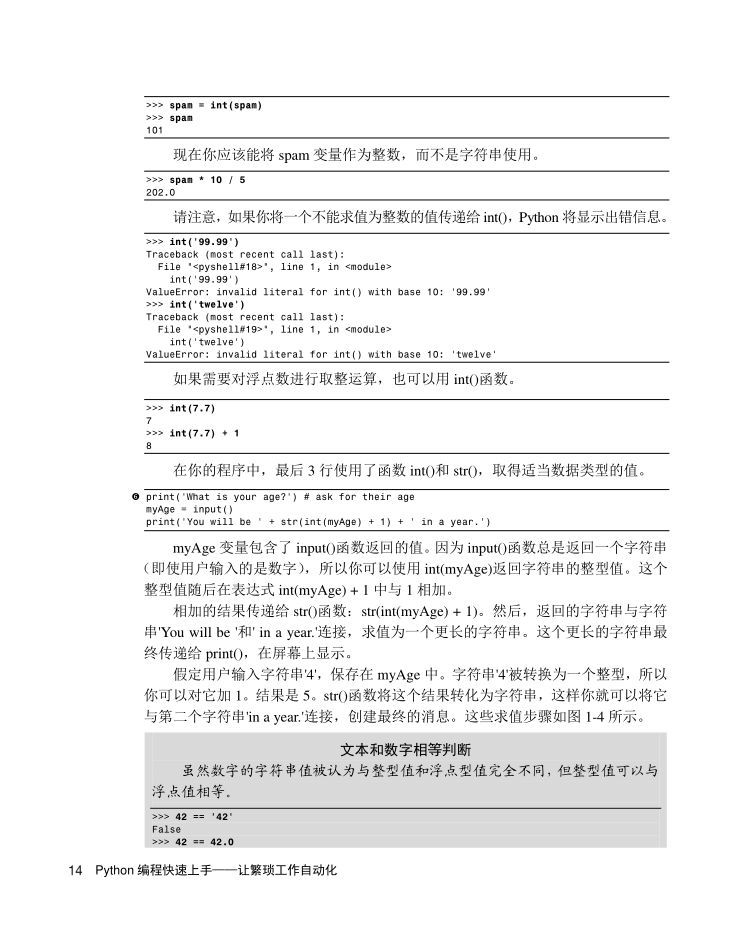 >>> spam = int(spam)
>>> spam
101
现在你应该能将 spam 变量作为整数，而不是字符串使用。
>>> spam * 10 / 5
202.0
请注意，如果你将一个不能求值为整数的值传递给 int()，Python 将显示出错信息。
>>> int('99.99')
Traceback (most recent call last):
  File "<pyshell#18>", line 1, in <module>
    int('99.99')
ValueError: invalid literal for int() with base 10: '99.99'
>>> int('twelve')
Traceback (most recent call last):
  File "<pyshell#19>", line 1, in <module>
    int('twelve')
ValueError: invalid literal for int() with base 10: 'twelve'
如果需要对浮点数进行取整运算，也可以用 int()函数。
>>> int(7.7)
7
>>> int(7.7) + 1
8
在你的程序中，最后 3 行使用了函数 int()和 str()，取得适当数据类型的值。
❻ print('What is your age?') # ask for their age
myAge = input()
print('You will be ' + str(int(myAge) + 1) + ' in a year.')
myAge 变量包含了 input()函数返回的值。因为 input()函数总是返回一个字符串
（即使用户输入的是数字），所以你可以使用 int(myAge)返回字符串的整型值。这个
整型值随后在表达式 int(myAge) + 1 中与 1 相加。
相加的结果传递给 str()函数：str(int(myAge) + 1)。然后，返回的字符串与字符
串'You will be '和' in a year.'连接，求值为一个更长的字符串。这个更长的字符串最
终传递给 print()，在屏幕上显示。
假定用户输入字符串'4'，保存在 myAge 中。字符串'4'被转换为一个整型，所以
你可以对它加 1。结果是 5。str()函数将这个结果转化为字符串，这样你就可以将它
与第二个字符串'in a year.'连接，创建最终的消息。这些求值步骤如图 1-4 所示。
文本和数字相等判断
虽然数字的字符串值被认为与整型值和浮点型值完全不同，但整型值可以与
浮点值相等。
>>> 42 == '42'
False
>>> 42 == 42.0
14 Python 编程快速上手——让繁琐工作自动化